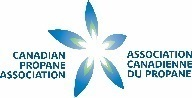 CANADIAN
PROPANE
ASSOCIATION
ASSOCIATION
CANADIENNE
DU PROPANE